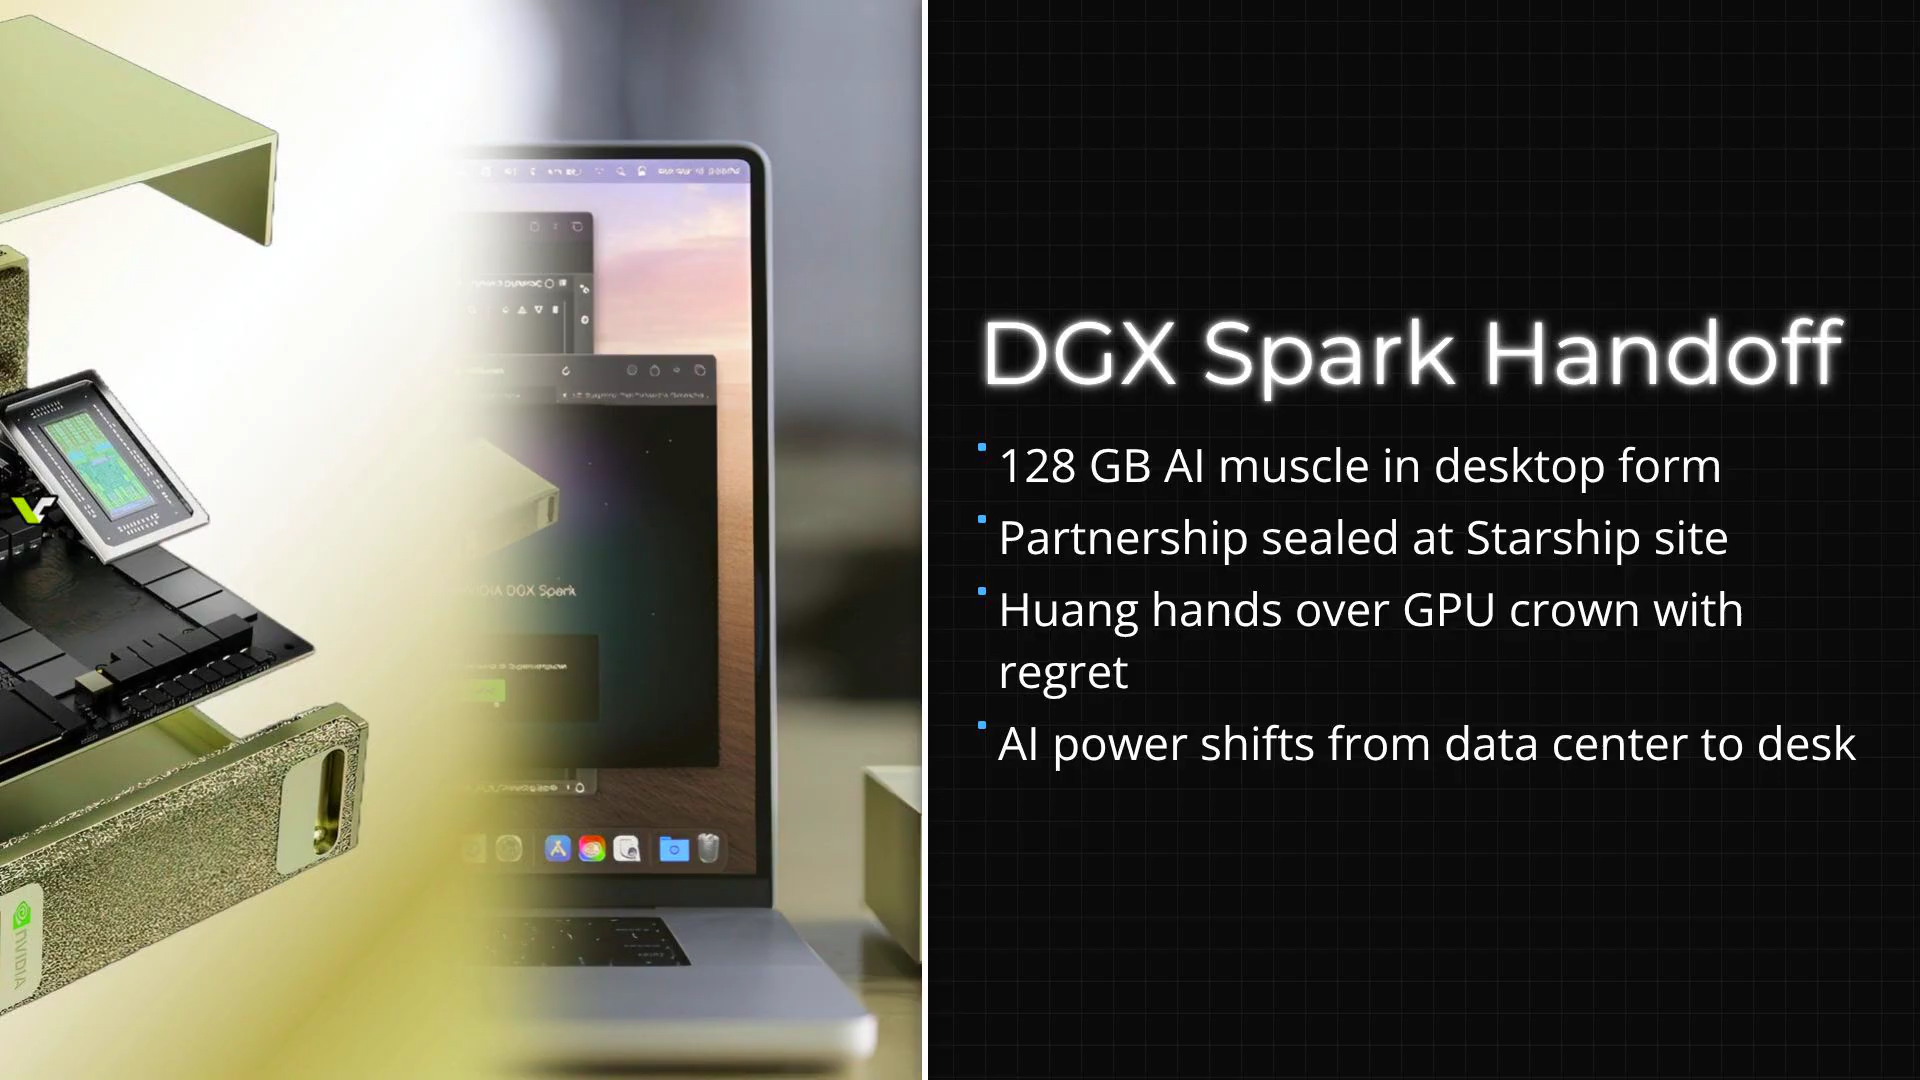 DGX Spark Handoff
128 GB AI muscle in desktop form
Partnership sealed at Starship site
Huang hands over GPU crown with
regret
AI power shifts from data center to desk
DGX Spark
NVIDIA